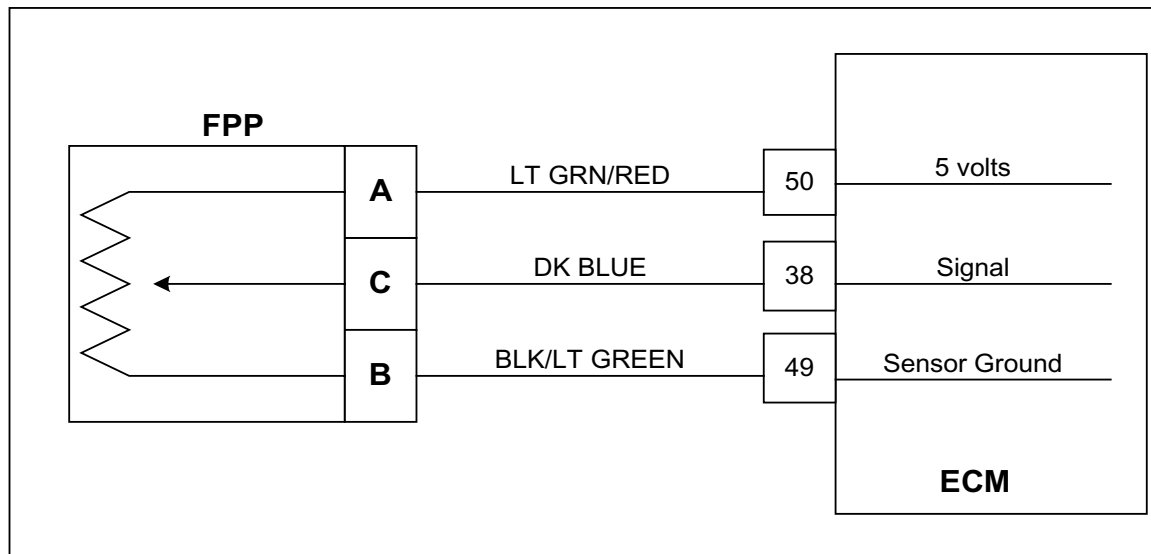 FPP
A
LT GRN/RED
50
5 volts
C
DK BLUE
38
Signal
B
BLK/LT GREEN
49
Sensor Ground
ECM